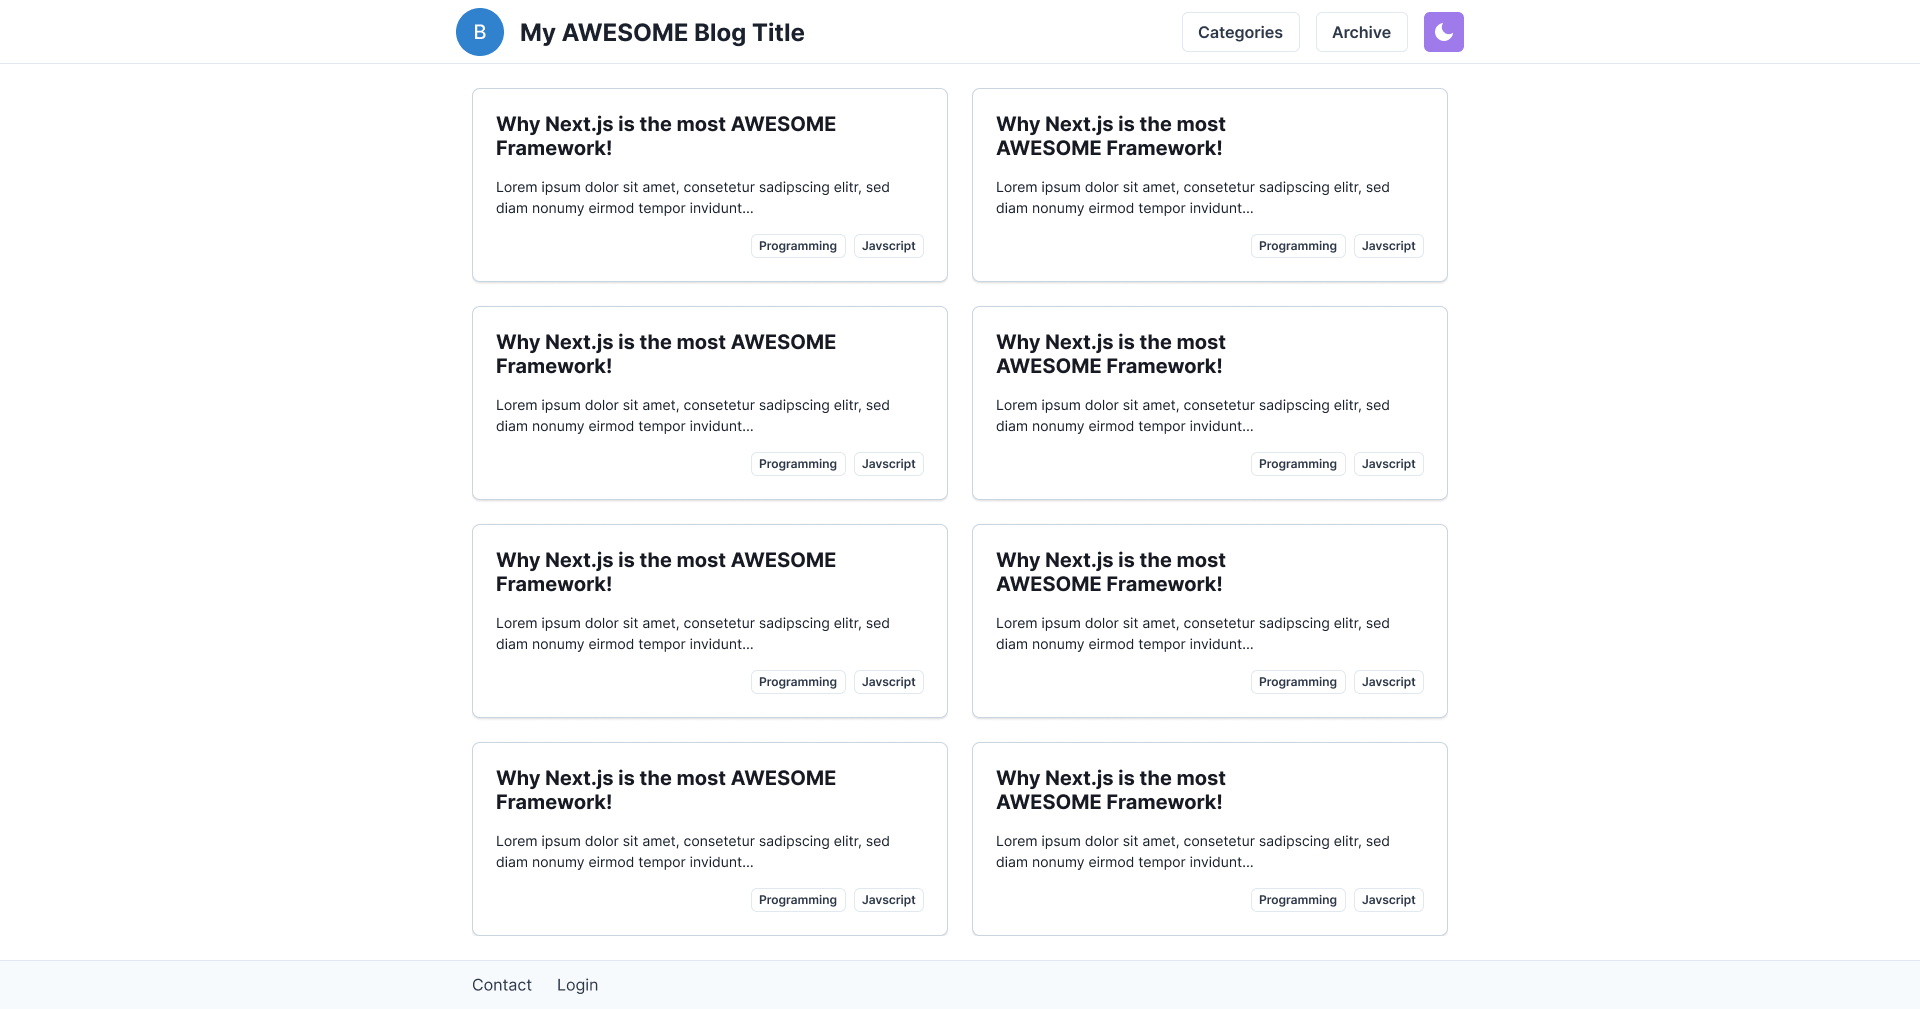 B
My AWESOME Blog Title
Categories
Archive
Why Next.js is the most AWESOME
Framework!
Lorem ipsum dolor sit amet, consetetur sadipscing elitr, sed
diam nonumy eirmod tempor invidunt...
Programming
Javscript
Why Next.js is the most
AWESOME Framework!
Lorem ipsum dolor sit amet, consetetur sadipscing elitr, sed
diam nonumy eirmod tempor invidunt...
Programming
Javscript
Why Next.js is the most AWESOME
Framework!
Lorem ipsum dolor sit amet, consetetur sadipscing elitr, sed
diam nonumy eirmod tempor invidunt...
Programming
Javscript
Why Next.js is the most
AWESOME Framework!
Lorem ipsum dolor sit amet, consetetur sadipscing elitr, sed
diam nonumy eirmod tempor invidunt...
Programming
Javscript
Why Next.js is the most AWESOME
Framework!
Lorem ipsum dolor sit amet, consetetur sadipscing elitr, sed
diam nonumy eirmod tempor invidunt...
Programming
Javscript
Why Next.js is the most
AWESOME Framework!
Lorem ipsum dolor sit amet, consetetur sadipscing elitr, sed
diam nonumy eirmod tempor invidunt...
Programming
Javscript
Why Next.js is the most AWESOME
Framework!
Lorem ipsum dolor sit amet, consetetur sadipscing elitr, sed
diam nonumy eirmod tempor invidunt...
Programming
Javscript
Why Next.js is the most
AWESOME Framework!
Lorem ipsum dolor sit amet, consetetur sadipscing elitr, sed
diam nonumy eirmod tempor invidunt...
Programming
Javscript
Contact
Login